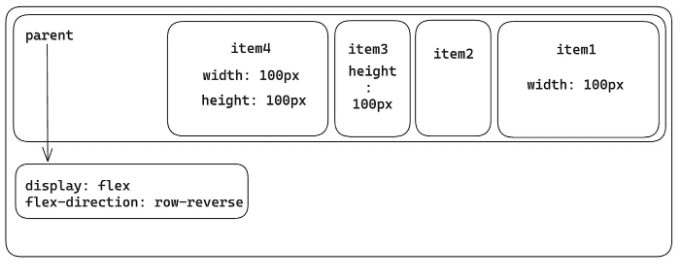 parent
item4
width: 100px
height: 100px
item3
height
:
100px
item2
item1
width: 100px
display: flex
flex-direction: row-reverse